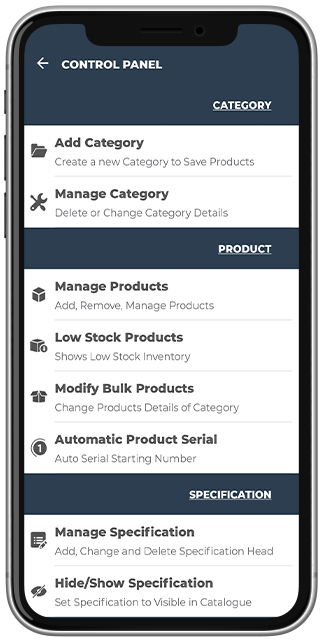 CONTROL PANEL
CATEGORY
Add Category
Create a new Category to Save Products
Manage Category
Delete or Change Category Details
PRODUCT
Manage Products
Add, Remove, Manage Products
Low Stock Products
Shows Low Stock Inventory
Modify Bulk Products
Change Products Details of Category
1
Automatic Product Serial
Auto Serial Starting Number
SPECIFICATION
Manage Specification
Add, Change and Delete Specification Head
Hide/Show Specification
Set Specification to Visible in Catalogue